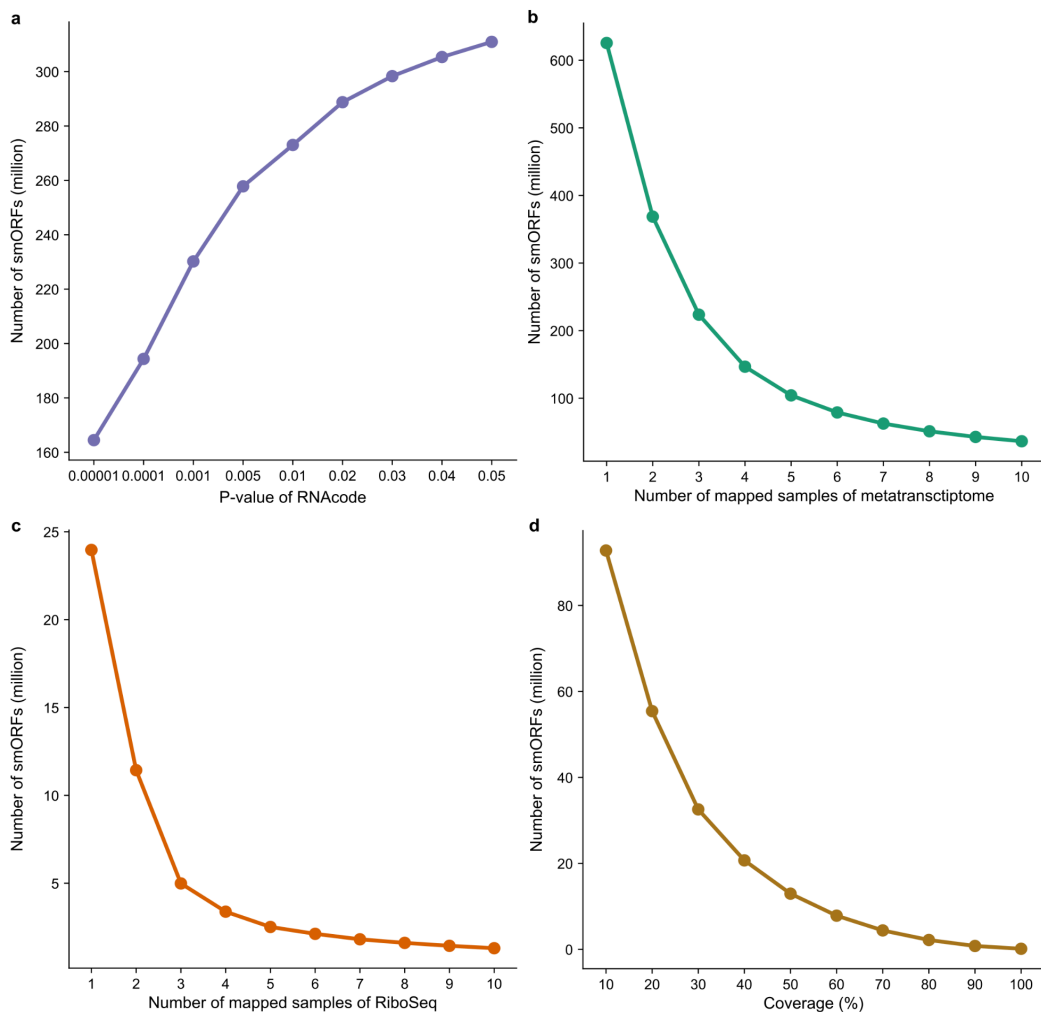 a
Number of smORFs (million)
300
280
260
240
220
200
180
160
0.00001 0.0001 0.001 0.005 0.01 0.02 0.03 0.04 0.05
P-value of RNAcode
b
Number of smORFs (million)
600
500
400
300
200
100
1 2 3 4 5 6 7 8 9 10
Number of mapped samples of metatransctiptome
c
Number of smORFs (million)
25
20
15
10
5
1 2 3 4 5 6 7 8 9 10
Number of mapped samples of RiboSeq
d
Number of smORFs (million)
80
60
40
20
0
10 20 30 40 50 60 70 80 90 100
Coverage (%)